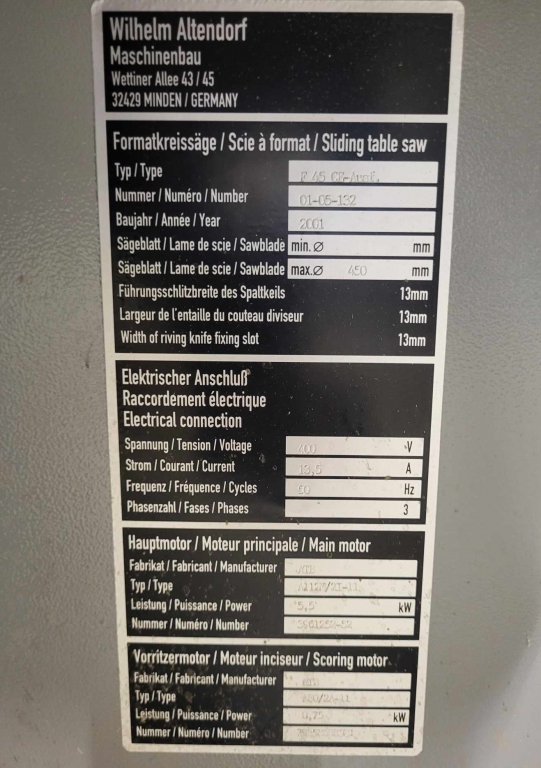 Wilhelm Altendorf
Maschinenbau
Wettiner Allee 43 / 45
32429 MINDEN / GERMANY
Formatkreissäge / Scie à format / Sliding table saw
Typ / Type F 45
Nummer / Numéro / Number 01-05-132
Baujahr / Année / Year 2001
Sägeblatt / Lame de scie / Sawblade min. ⌀ mm
Sägeblatt / Lame de scie / Sawblade max. ⌀ 450 mm
Führungsschlitzbreite des Spaltkeils 13mm
Largeur de l'entaille du couteau diviseur 13mm
Width of riving knife fixing slot 13mm
Elektrischer Anschluß
Raccordement électrique
Electrical connection
Spannung / Tension / Voltage 400 V
Strom / Courant / Current 13,5 A
Frequenz / Fréquence / Cycles Hz
Phasenzahl / Fases / Phases 3
Hauptmotor / Moteur principale / Main motor
Fabrikat / Fabricant / Manufacturer
Typ / Type
Leistung / Puissance / Power 5,5 kW
Nummer / Numéro / Number
Vorritzermotor / Moteur inciseur / Scoring motor
Fabrikat / Fabricant / Manufacturer
Typ / Type
Leistung / Puissance / Power 0,75 kW
Nummer / Numéro / Number